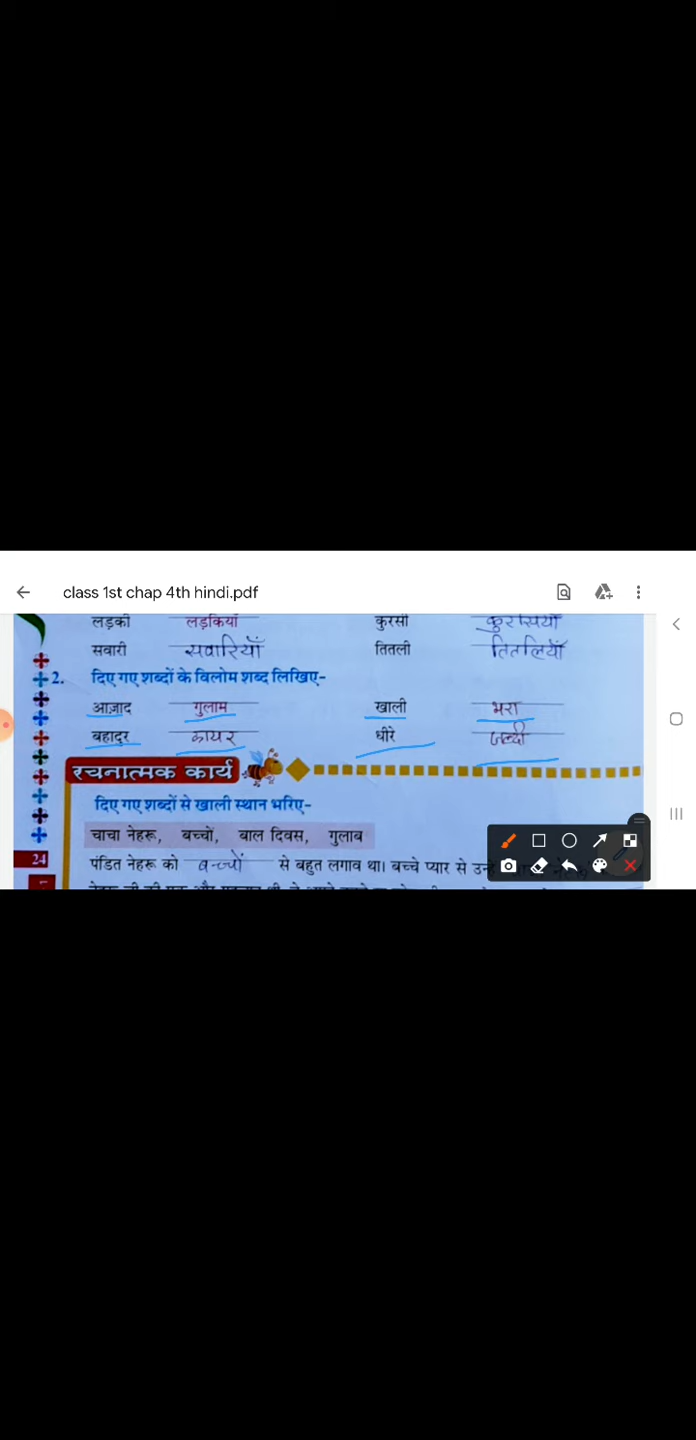 class 1st chap 4th hindi.pdf
लड़की लड़कियाँ कुरसी कुरसियाँ
सवारी सवारियाँ तितली तितलियाँ
2. दिए गए शब्दों के विलोम शब्द लिखिए-
आज़ाद गुलाम खाली भरा
बहादुर कायर धीरे जल्दी
रचनात्मक कार्य
दिए गए शब्दों से खाली स्थान भरिए-
चाचा नेहरू, बच्चों, बाल दिवस, गुलाब
24 पंडित नेहरू को बच्चों से बहुत लगाव था। बच्चे प्यार से